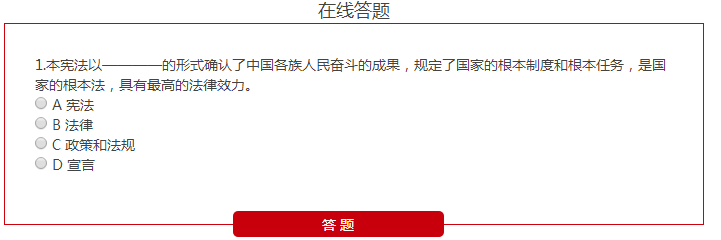 在线答题
1.本宪法以————的形式确认了中国各族人民奋斗的成果，规定了国家的根本制度和根本任务，是国
家的根本法，具有最高的法律效力。
A 宪法
B 法律
C 政策和法规
D 宣言
答 题